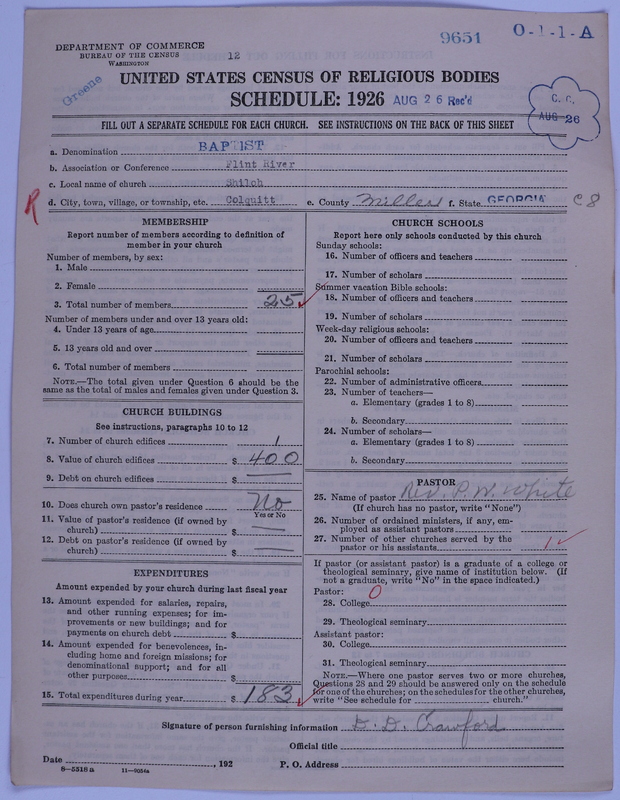 9651
O-1-1-A
DEPARTMENT OF COMMERCE
BUREAU OF THE CENSUS
WASHINGTON
12
Greene
UNITED STATES CENSUS OF RELIGIOUS BODIES
SCHEDULE: 1926 AUG 26 Rec'd
C. C.
AUG 26
FILL OUT A SEPARATE SCHEDULE FOR EACH CHURCH. SEE INSTRUCTIONS ON THE BACK OF THIS SHEET
a. Denomination BAPTIST
b. Association or Conference Flint River
c. Local name of church Shiloh
d. City, town, village, or township, etc. Colquitt e. County Miller f. State GEORGIA
R
C8
MEMBERSHIP
Report number of members according to definition of
member in your church
Number of members, by sex:
1. Male
2. Female
3. Total number of members 25
Number of members under and over 13 years old:
4. Under 13 years of age
5. 13 years old and over
6. Total number of members
NOTE.—The total given under Question 6 should be the
same as the total of males and females given under Question 3.
CHURCH BUILDINGS
See instructions, paragraphs 10 to 12
7. Number of church edifices 1
8. Value of church edifices $ 400
9. Debt on church edifices $ —
10. Does church own pastor's residence No
Yes or No
11. Value of pastor's residence (if owned by
church) $ —
12. Debt on pastor's residence (if owned by
church) $ —
EXPENDITURES
Amount expended by your church during last fiscal year
13. Amount expended for salaries, repairs,
and other running expenses; for im-
provements or new buildings; and for
payments on church debt $
14. Amount expended for benevolences, in-
cluding home and foreign missions; for
denominational support; and for all
other purposes $
15. Total expenditures during year $ 183
CHURCH SCHOOLS
Report here only schools conducted by this church
Sunday schools:
16. Number of officers and teachers
17. Number of scholars
Summer vacation Bible schools:
18. Number of officers and teachers
19. Number of scholars
Week-day religious schools:
20. Number of officers and teachers
21. Number of scholars
Parochial schools:
22. Number of administrative officers
23. Number of teachers—
a. Elementary (grades 1 to 8)
b. Secondary
24. Number of scholars—
a. Elementary (grades 1 to 8)
b. Secondary
PASTOR
25. Name of pastor Rev. P. W. White
(If church has no pastor, write "None")
26. Number of ordained ministers, if any, em-
ployed as assistant pastors
27. Number of other churches served by the
pastor or his assistants 1
If pastor (or assistant pastor) is a graduate of a college or
theological seminary, give name of institution below. (If
not a graduate, write "No" in the space indicated.)
Pastor: 0
28. College
29. Theological seminary
Assistant pastor:
30. College
31. Theological seminary
NOTE.—Where one pastor serves two or more churches,
Questions 28 and 29 should be answered only on the schedule
for one of the churches; on the schedules for the other churches,
write "See schedule for church."
Signature of person furnishing information D. D. Crawford
Official title
Date , 192 P. O. Address
8—5518 a 11—9056a